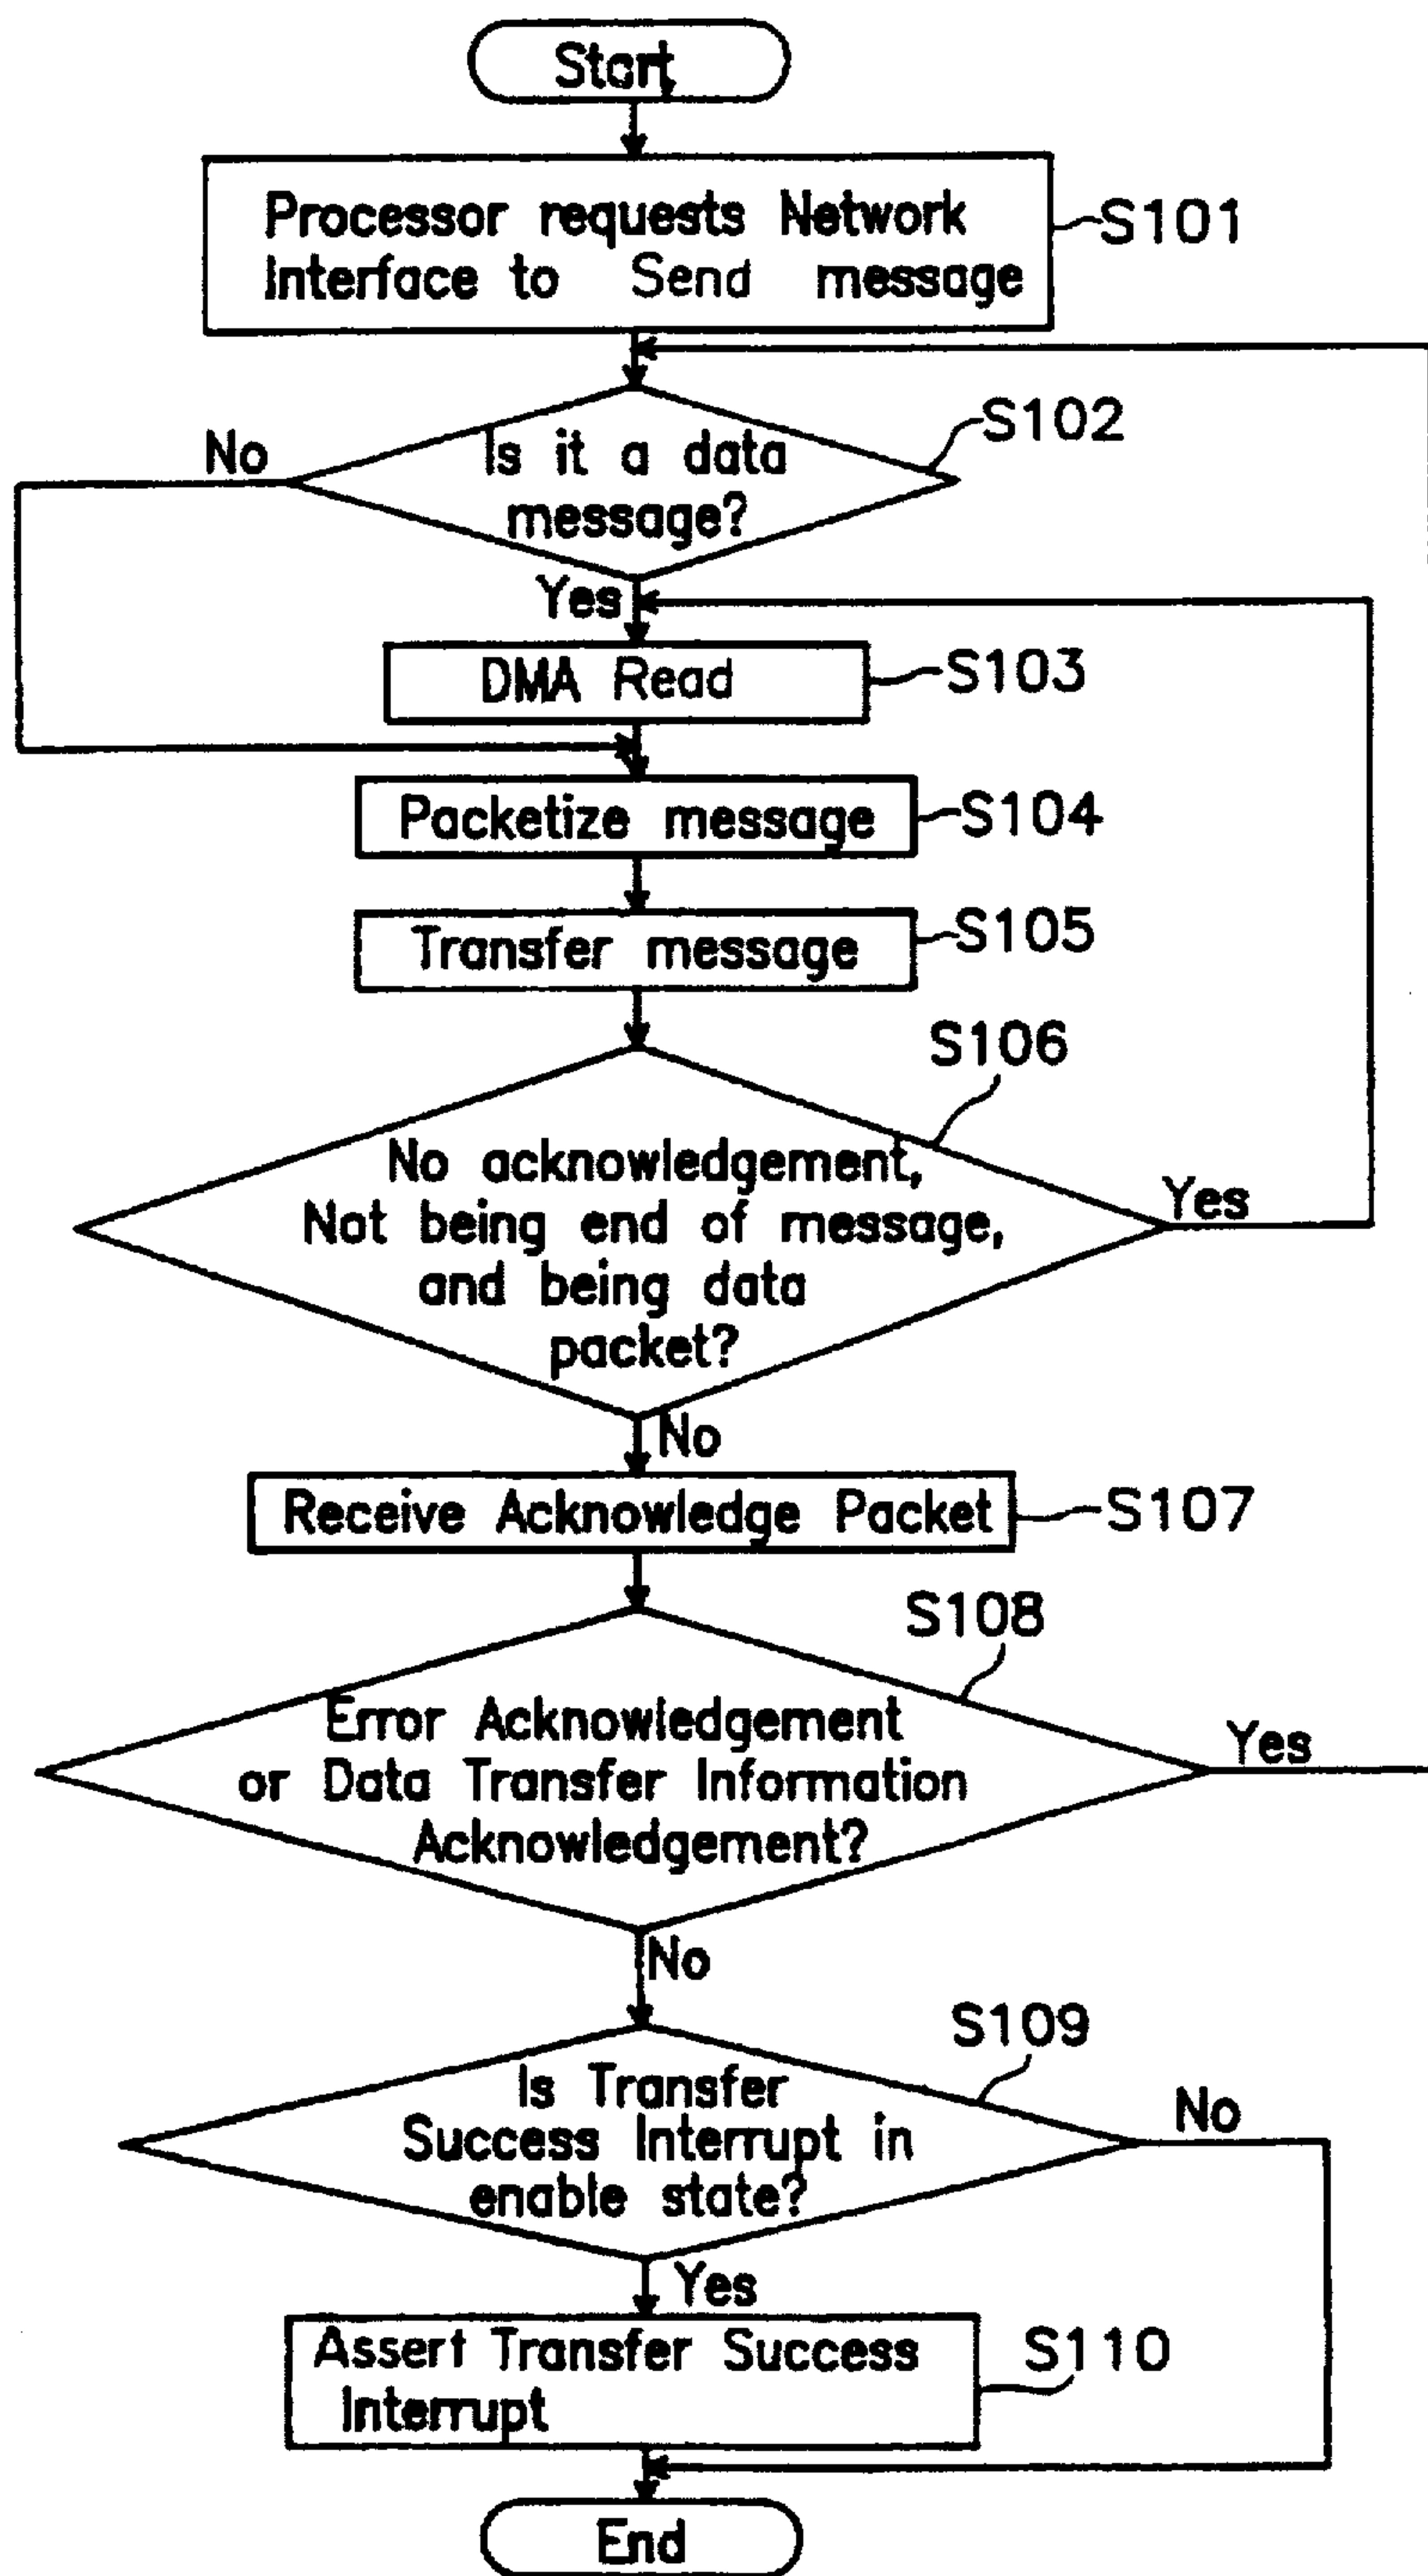 Start
Processor requests Network
Interface to Send message
S101
Is it a data
message?
S102
No
Yes
DMA Read
S103
Packetize message
S104
Transfer message
S105
S106
No acknowledgement,
Not being end of message,
and being data
packet?
Yes
No
Receive Acknowledge Packet
S107
S108
Error Acknowledgement
or Data Transfer Information
Acknowledgement?
Yes
No
S109
Is Transfer
Success Interrupt in
enable state?
No
Yes
Assert Transfer Success
Interrupt
S110
End